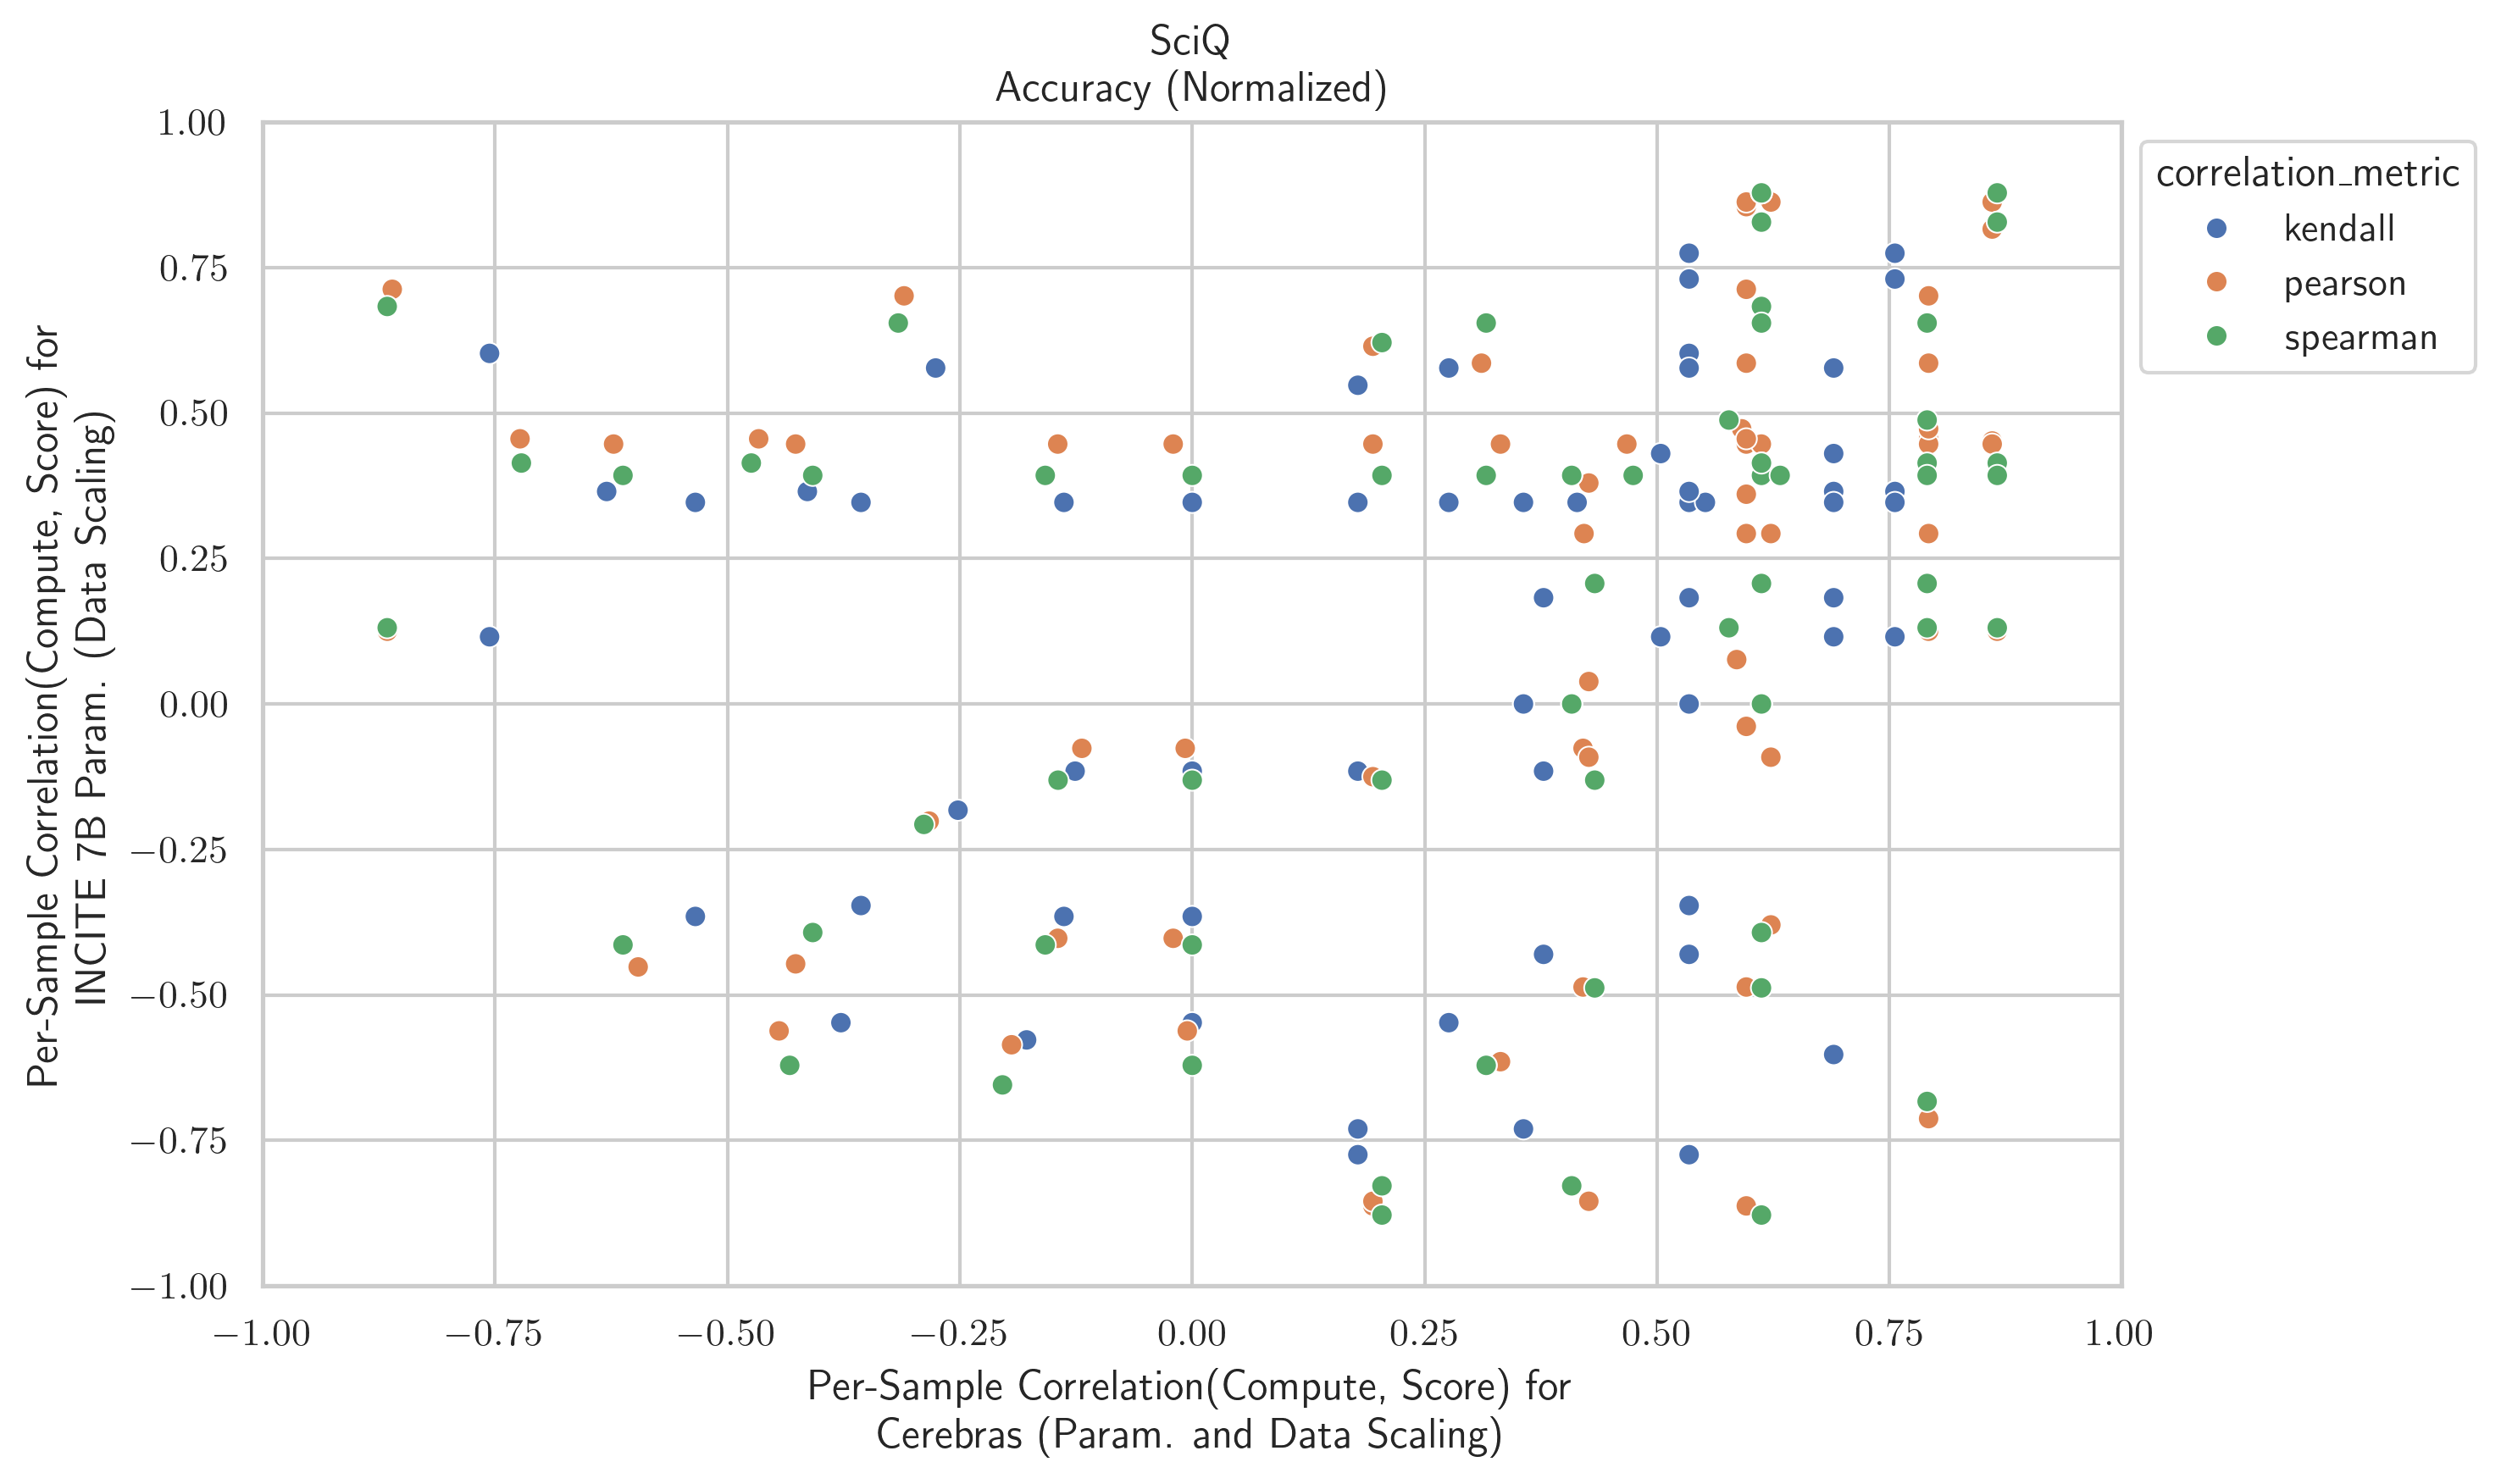 SciQ
Accuracy (Normalized)
1.00
0.75
0.50
0.25
0.00
−0.25
−0.50
−0.75
−1.00
Per-Sample Correlation(Compute, Score) for
INCITE 7B Param. (Data Scaling)
−1.00
−0.75
−0.50
−0.25
0.00
0.25
0.50
0.75
1.00
Per-Sample Correlation(Compute, Score) for
Cerebras (Param. and Data Scaling)
correlation_metric
kendall
pearson
spearman